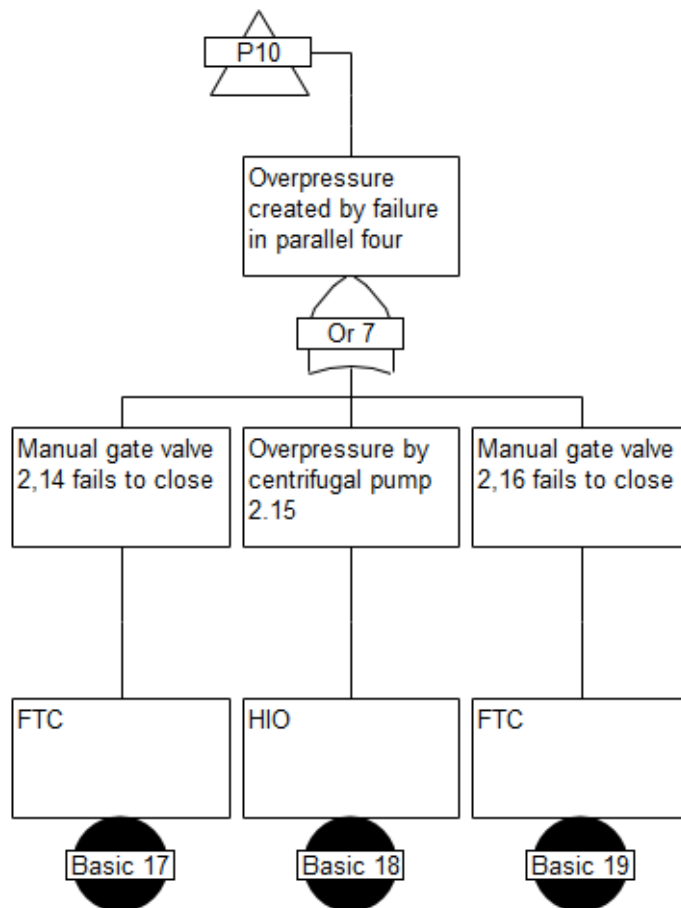 P10
Overpressure
created by failure
in parallel four
Or 7
Manual gate valve
2,14 fails to close
Overpressure by
centrifugal pump
2.15
Manual gate valve
2,16 fails to close
FTC
HIO
FTC
Basic 17
Basic 18
Basic 19